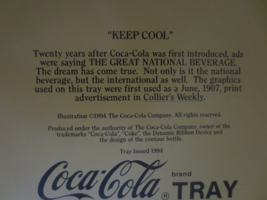 "KEEP COOL"
Twenty years after Coca-Cola was first introduced, ads
were saying THE GREAT NATIONAL BEVERAGE.
The dream has come true. Not only is it the national
beverage, but the international as well. The graphics
used on this tray were first used as a June, 1907, print
advertisement in Collier's Weekly.
Illustration ©1994 The Coca-Cola Company. All rights reserved.
Produced under the authority of The Coca-Cola Company, owner of the
trademarks "Coca-Cola", "Coke", the Dynamic Ribbon Device and
the design of the contour bottle.
Tray Issued 1994
Coca-Cola ® TRAY
BRAND